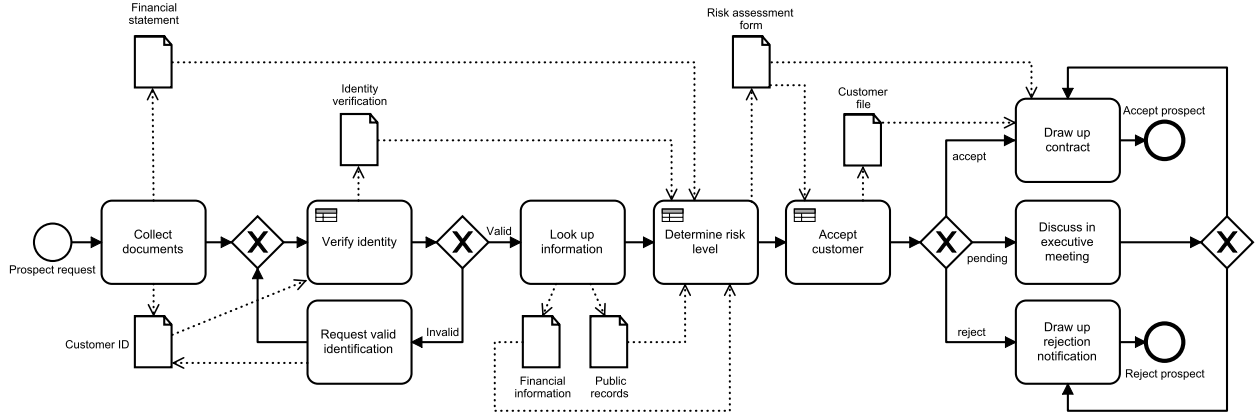 Financial
statement
Risk assessment
form
Identity
verification
Customer
file
Accept prospect
Draw up
contract
accept
Prospect request
Collect
documents
Verify identity
Valid
Look up
information
Determine risk
level
Accept
customer
pending
Discuss in
executive
meeting
Customer ID
Request valid
identification
Invalid
reject
Draw up
rejection
notification
Reject prospect
Financial
information
Public
records